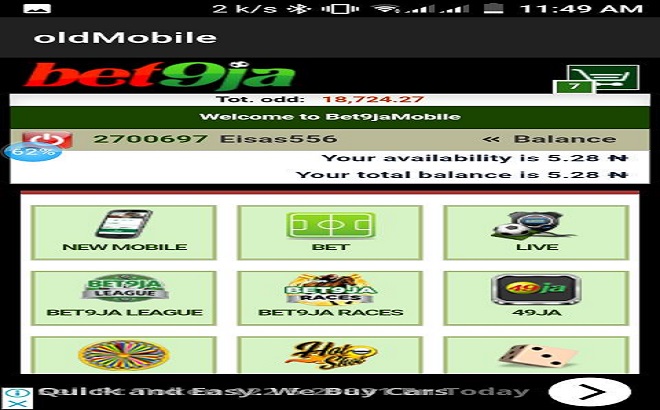 2 k/s 11:49 AM
oldMobile
bet9ja
7
Tot. odd: 18,724.27
Welcome to Bet9jaMobile
2700697 Eisas556 « Balance
62%
Your availability is 5.28 ₦
Your total balance is 5.28 ₦
NEW MOBILE BET LIVE
BET9JA LEAGUE BET9JA RACES 49JA
BET9JA LEAGUE BET9JA RACES 49JA
Hot
Quick and Easy. We Buy Cars Today